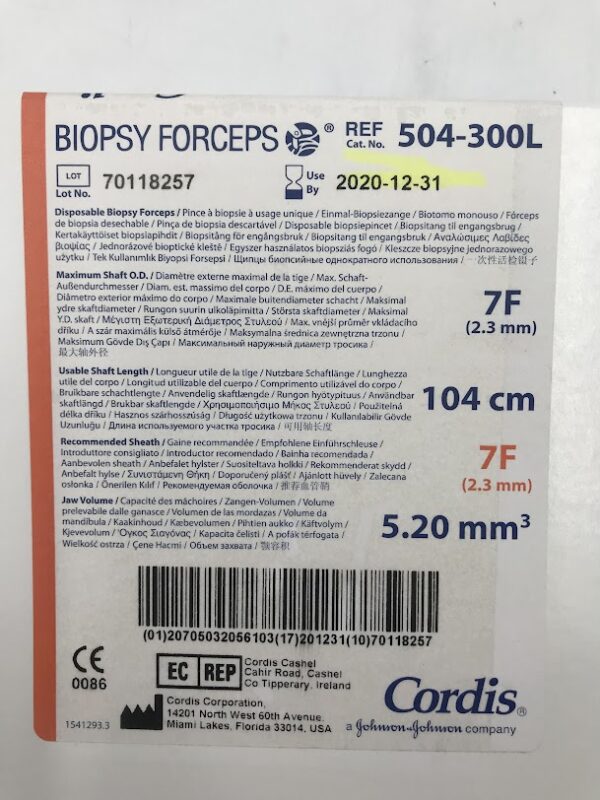 BIOPSY FORCEPS ® REF Cat. No. 504-300L
LOT Lot No. 70118257 Use By 2020-12-31
Disposable Biopsy Forceps / Pince à biopsie à usage unique / Einmal-Biopsiezange / Biotomo monouso / Fórceps
de biopsia desechable / Pinça de biopsia descartável / Disposable biopsiepincet / Biopsitang til engangsbrug /
Kertakäyttöiset biopsiapihdit / Biopsitång för engångsbruk / Biopsitang til engangsbruk / Αναλώσιμες Λαβίδες
βιοψίας / Jednorázové bioptické kleště / Egyszer használatos biopsziás fogó / Kleszcze biopsyjne jednorazowego
użytku / Tek Kullanımlık Biyopsi Forsepsi / Щипцы биопсийные однократного использования / 一次性活检镊子
Maximum Shaft O.D. / Diamètre externe maximal de la tige / Max. Schaft-
Außendurchmesser / Diam. est. massimo del corpo / D.E. máximo del cuerpo /
Diâmetro exterior máximo do corpo / Maximale buitendiameter schacht / Maksimal
ydre skaftdiameter / Rungon suurin ulkoläpimitta / Största skaftdiameter / Maksimal
Y.D. skaft / Μέγιστη Εξωτερική Διάμετρος Στυλεού / Max. vnější průměr vkládacího
dříku / A szár maximális külső átmérője / Maksymalna średnica zewnętrzna trzonu /
Maksimum Gövde Dış Çapı / Максимальный наружный диаметр тросика /
最大轴外径
7F
(2.3 mm)
Usable Shaft Length / Longueur utile de la tige / Nutzbare Schaftlänge / Lunghezza
utile del corpo / Longitud utilizable del cuerpo / Comprimento utilizável do corpo /
Bruikbare schachtlengte / Anvendelig skaftlængde / Rungon hyötypituus / Användbar
skaftlängd / Brukbar skaftlengde / Χρησιμοποιήσιμο Μήκος Στυλεού / Použitelná
délka dříku / Hasznos szárhosszúság / Długość użytkowa trzonu / Kullanılabilir Gövde
Uzunluğu / Длина используемого участка тросика / 可用轴长度
104 cm
Recommended Sheath / Gaine recommandée / Empfohlene Einführschleuse /
Introduttore consigliato / Introductor recomendado / Bainha recomendada /
Aanbevolen sheath / Anbefalet hylster / Suositeltava holkki / Rekommenderat skydd /
Anbefalt hylse / Συνιστάμενη Θήκη / Doporučený plášť / Ajánlott hüvely / Zalecana
osłonka / Önerilen Kılıf / Рекомендуемая оболочка / 推荐血管鞘
7F
(2.3 mm)
Jaw Volume / Capacité des mâchoires / Zangen-Volumen / Volume
prelevabile dalle ganasce / Volumen de las mordazas / Volume da
mandíbula / Kaakinhoud / Kæbevolumen / Pihtien aukko / Käftvolym /
Kjevevolum / Όγκος Σιαγόνας / Kapacita čelistí / A pofák térfogata /
Wielkość ostrza / Çene Hacmi / Объем захвата / 颚容积
5.20 mm³
(01)20705032056103(17)201231(10)70118257
CE
0086
EC REP
Cordis Cashel
Cahir Road, Cashel
Co Tipperary, Ireland
Cordis Corporation,
14201 North West 60th Avenue,
Miami Lakes, Florida 33014, USA
Cordis®
a Johnson & Johnson company
1541293.3